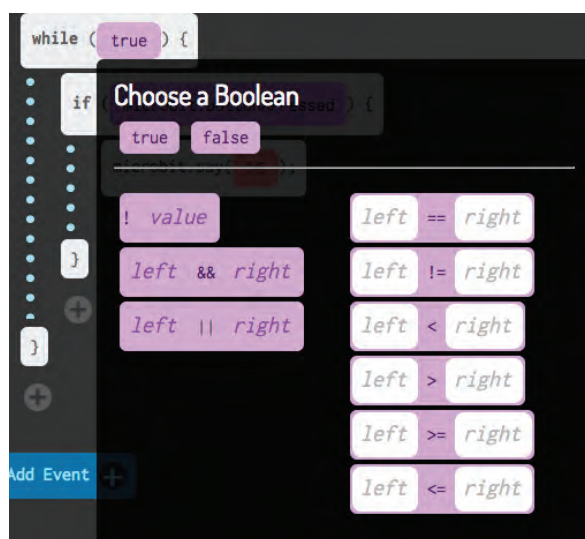 while ( true ) {
if (
Choose a Boolean
ssed ) {
true false
microbit.say(
! value
left && right
left || right
left == right
left != right
left < right
left > right
left >= right
left <= right
}
}
Add Event